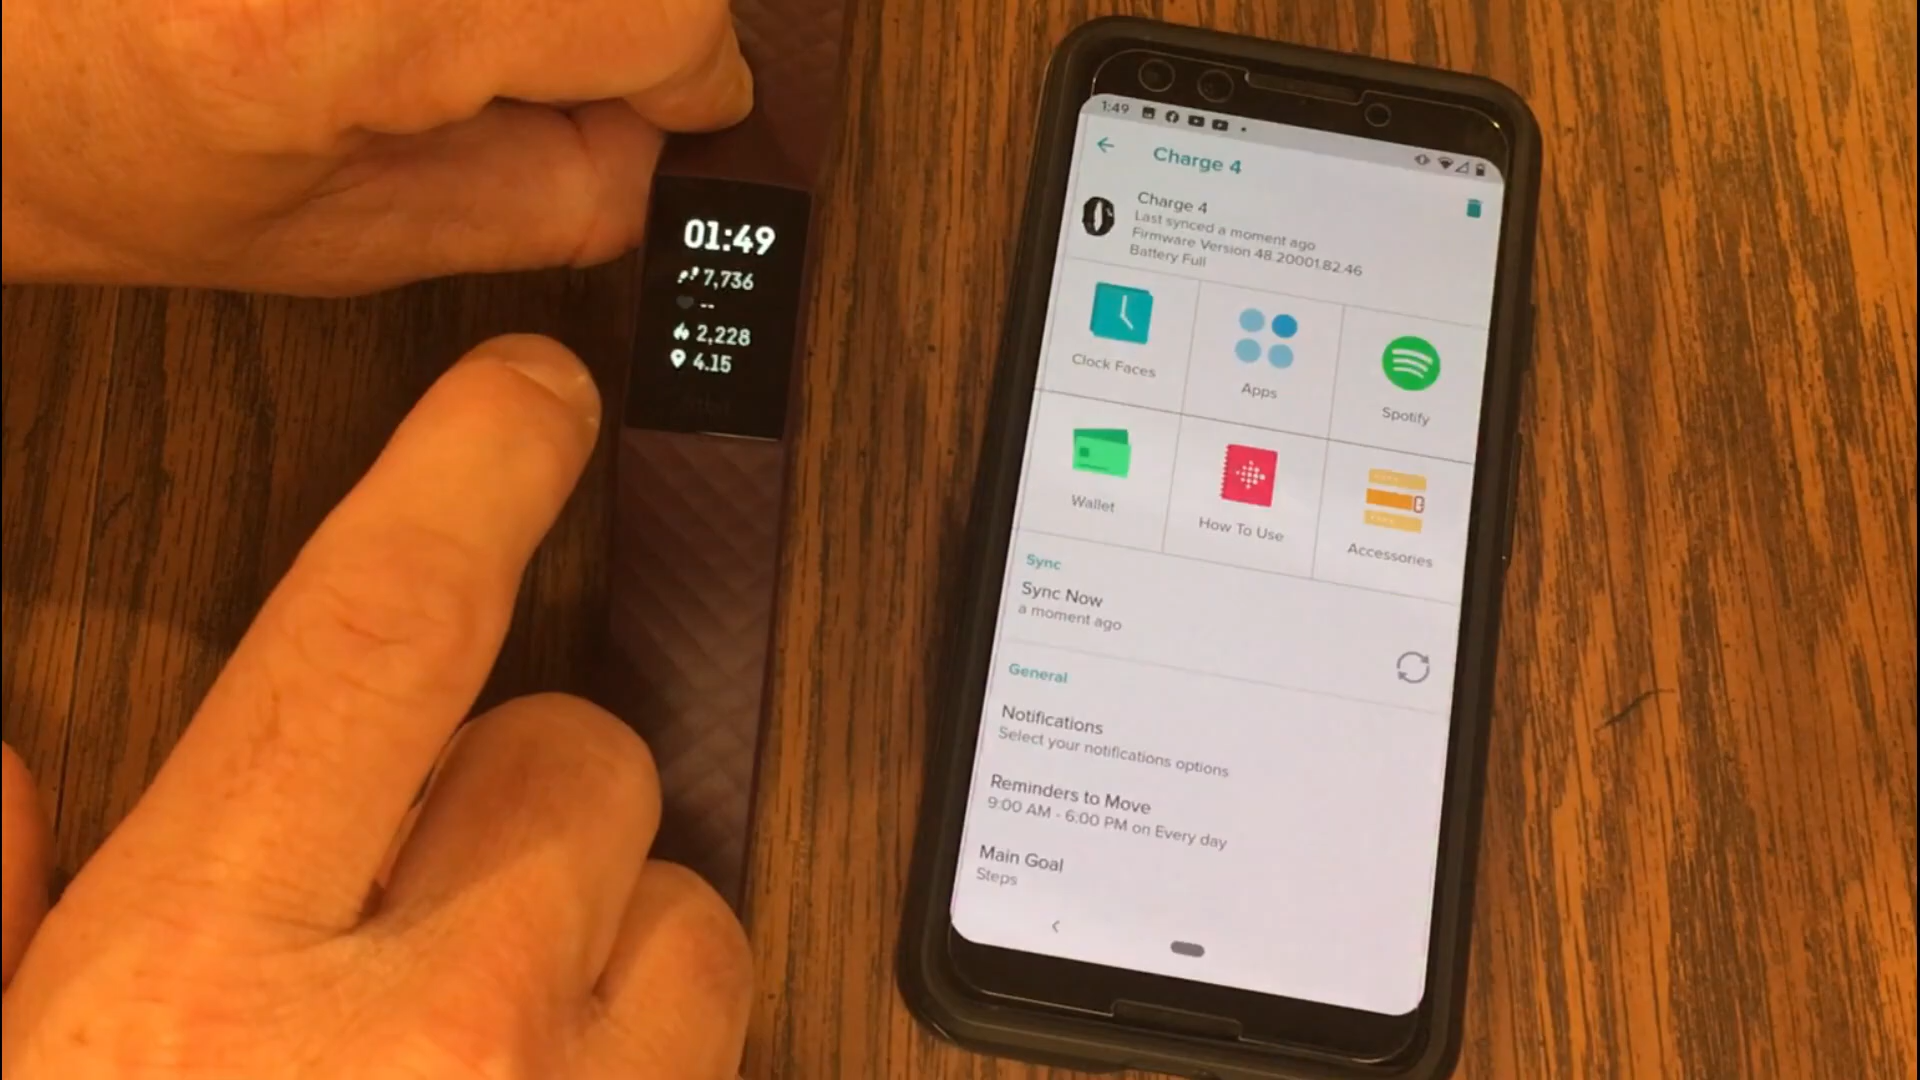 01:49
7,736
--
2,228
4.15
1:49
Charge 4
Charge 4
Last synced a moment ago
Firmware Version 48.20001.82.46
Battery Full
Clock Faces
Apps
Spotify
Wallet
How To Use
Accessories
Sync
Sync Now
a moment ago
General
Notifications
Select your notifications options
Reminders to Move
9:00 AM - 6:00 PM on Every day
Main Goal
Steps